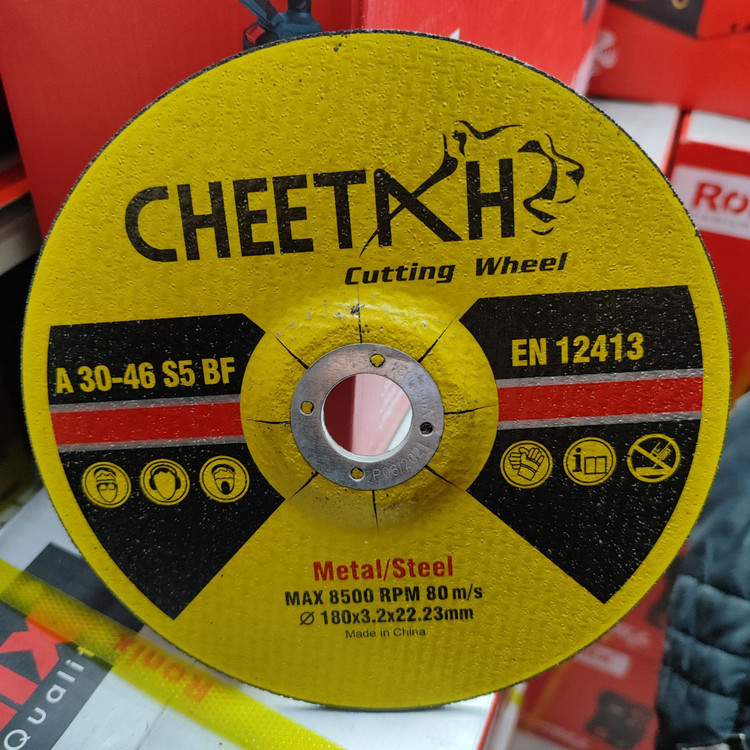 CHEETAH
Cutting Wheel
A 30-46 S5 BF
EN 12413
Metal/Steel
MAX 8500 RPM 80 m/s
Ø 180x3.2x22.23mm
Made in China
Ronix